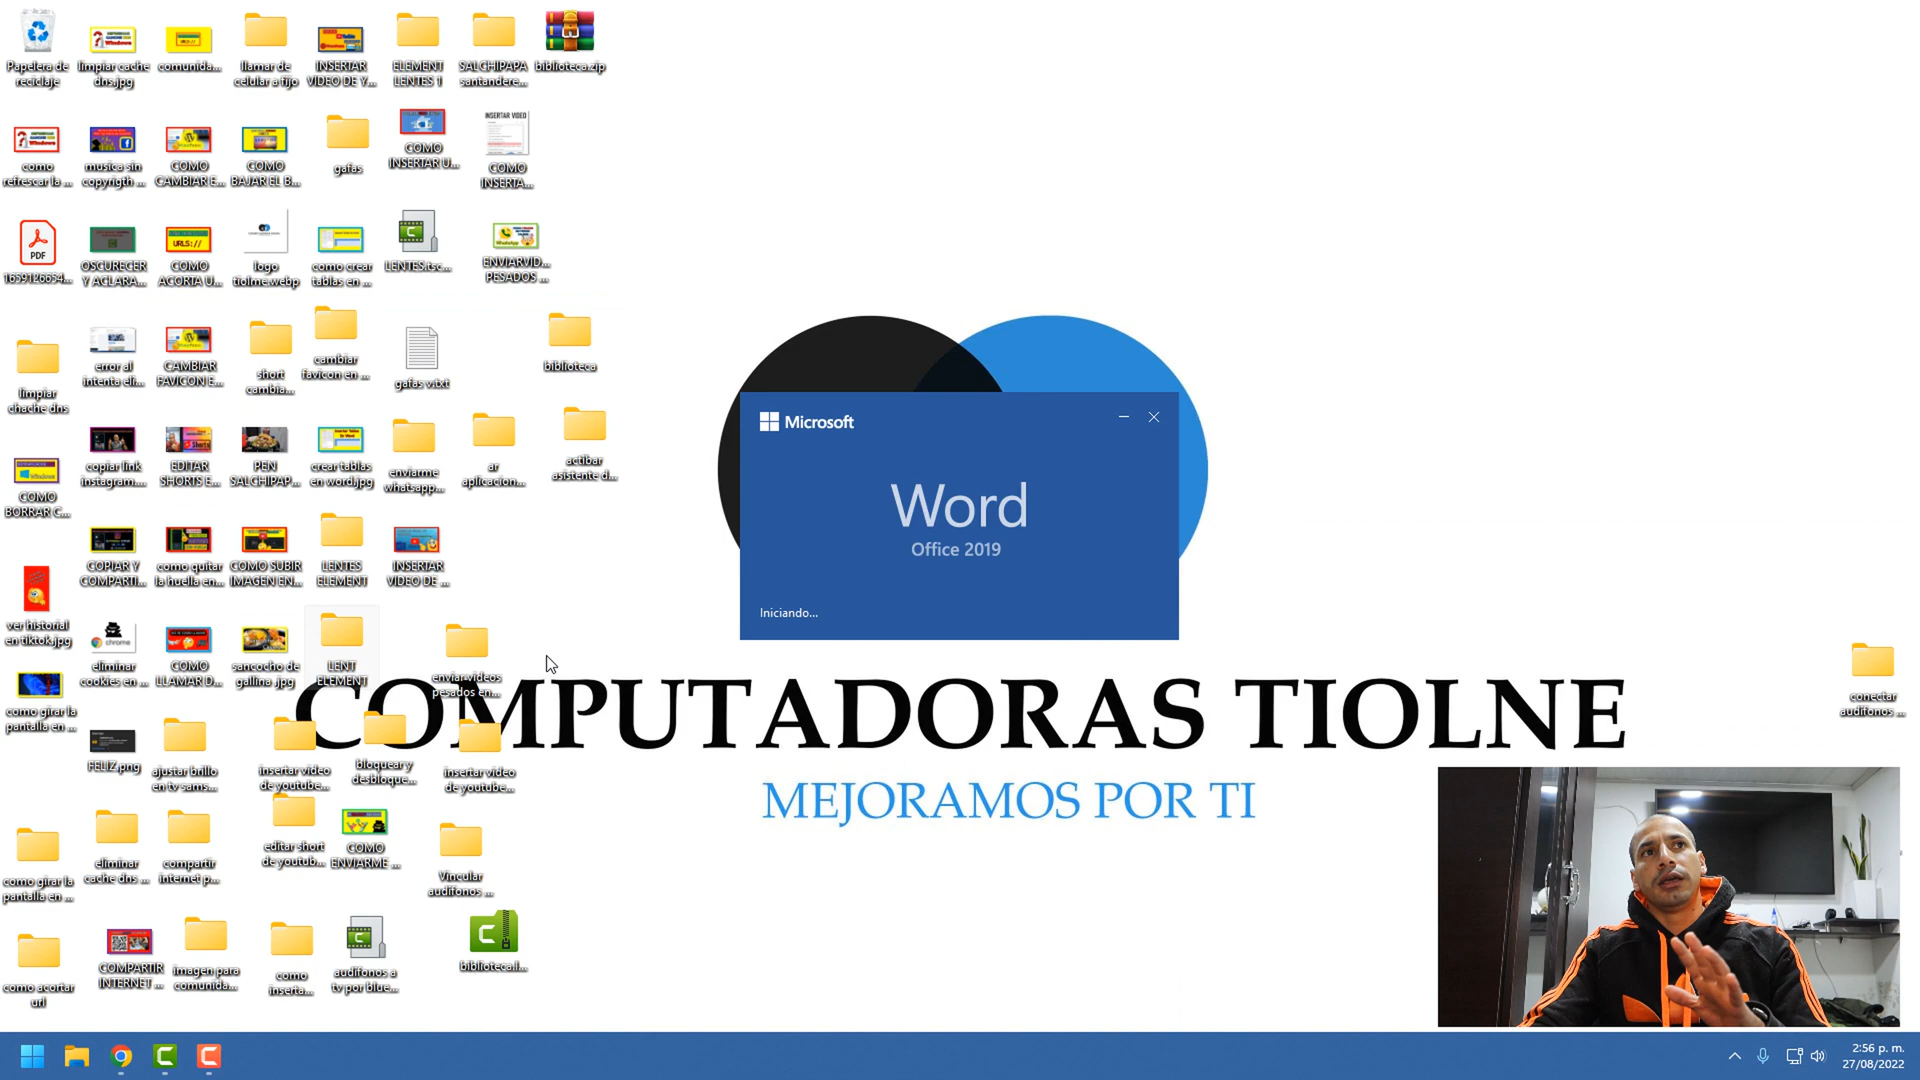 Papelera de
reciclaje
limpiar cache
dns.jpg
comunida...
llamar de
celular a fijo
INSERTAR
VIDEO DE Y...
ELEMENT
LENTES 1
SALCHIPAPA
santandere...
biblioteca.zip
como
refrescar la ...
musica sin
copyrigth ...
COMO
CAMBIAR E...
COMO
BAJAR EL B...
gafas
COMO
INSERTAR U...
INSERTAR VIDEO
COMO
INSERTA...
PDF
1659126654...
OSCURECER
Y ACLARA...
URLS://
COMO
ACORTA U...
logo
tiolme.webp
como crear
tablas en ...
LENTES.tsc...
WhatsApp
ENVIARVID...
PESADOS ...
limpiar
chache dns
error al
intenta eli...
CAMBIAR
FAVICON E...
short
cambia...
cambiar
favicon en ...
gafas v.txt
biblioteca
COMO
BORRAR C...
copiar link
instagram....
EDITAR
SHORTS E...
PEN
SALCHIPAP...
crear tablas
en word.jpg
enviarme
whatsapp...
ar
aplicacion...
actibar
asistente d...
COPIAR Y
COMPARTI...
como quitar
la huella en...
COMO SUBIR
IMAGEN EN...
LENTES
ELEMENT
INSERTAR
VIDEO DE ...
ver historial
en tiktok.jpg
chrome
eliminar
cookies en ...
COMO
LLAMAR D...
sancocho de
gallina .jpg
LENT
ELEMENT
enviar videos
pesados en...
como girar la
pantalla en ...
FELIZ.png
ajustar brillo
en tv sams...
insertar video
de youtube...
bloquear y
desbloque...
insertar video
de youtube...
como girar la
pantalla en ...
eliminar
cache dns ...
compartir
internet p...
editar short
de youtub...
COMO
ENVIARME ...
Vincular
audifonos ...
como acortar
url
COMPARTIR
INTERNET ...
imagen para
comunida...
como
inserta...
audifonos a
tv por blue...
biblioteca.l...
Microsoft
Word
Office 2019
Iniciando...
COMPUTADORAS TIOLNE
MEJORAMOS POR TI
conectar
audifonos ...
2:56 p. m.
27/08/2022